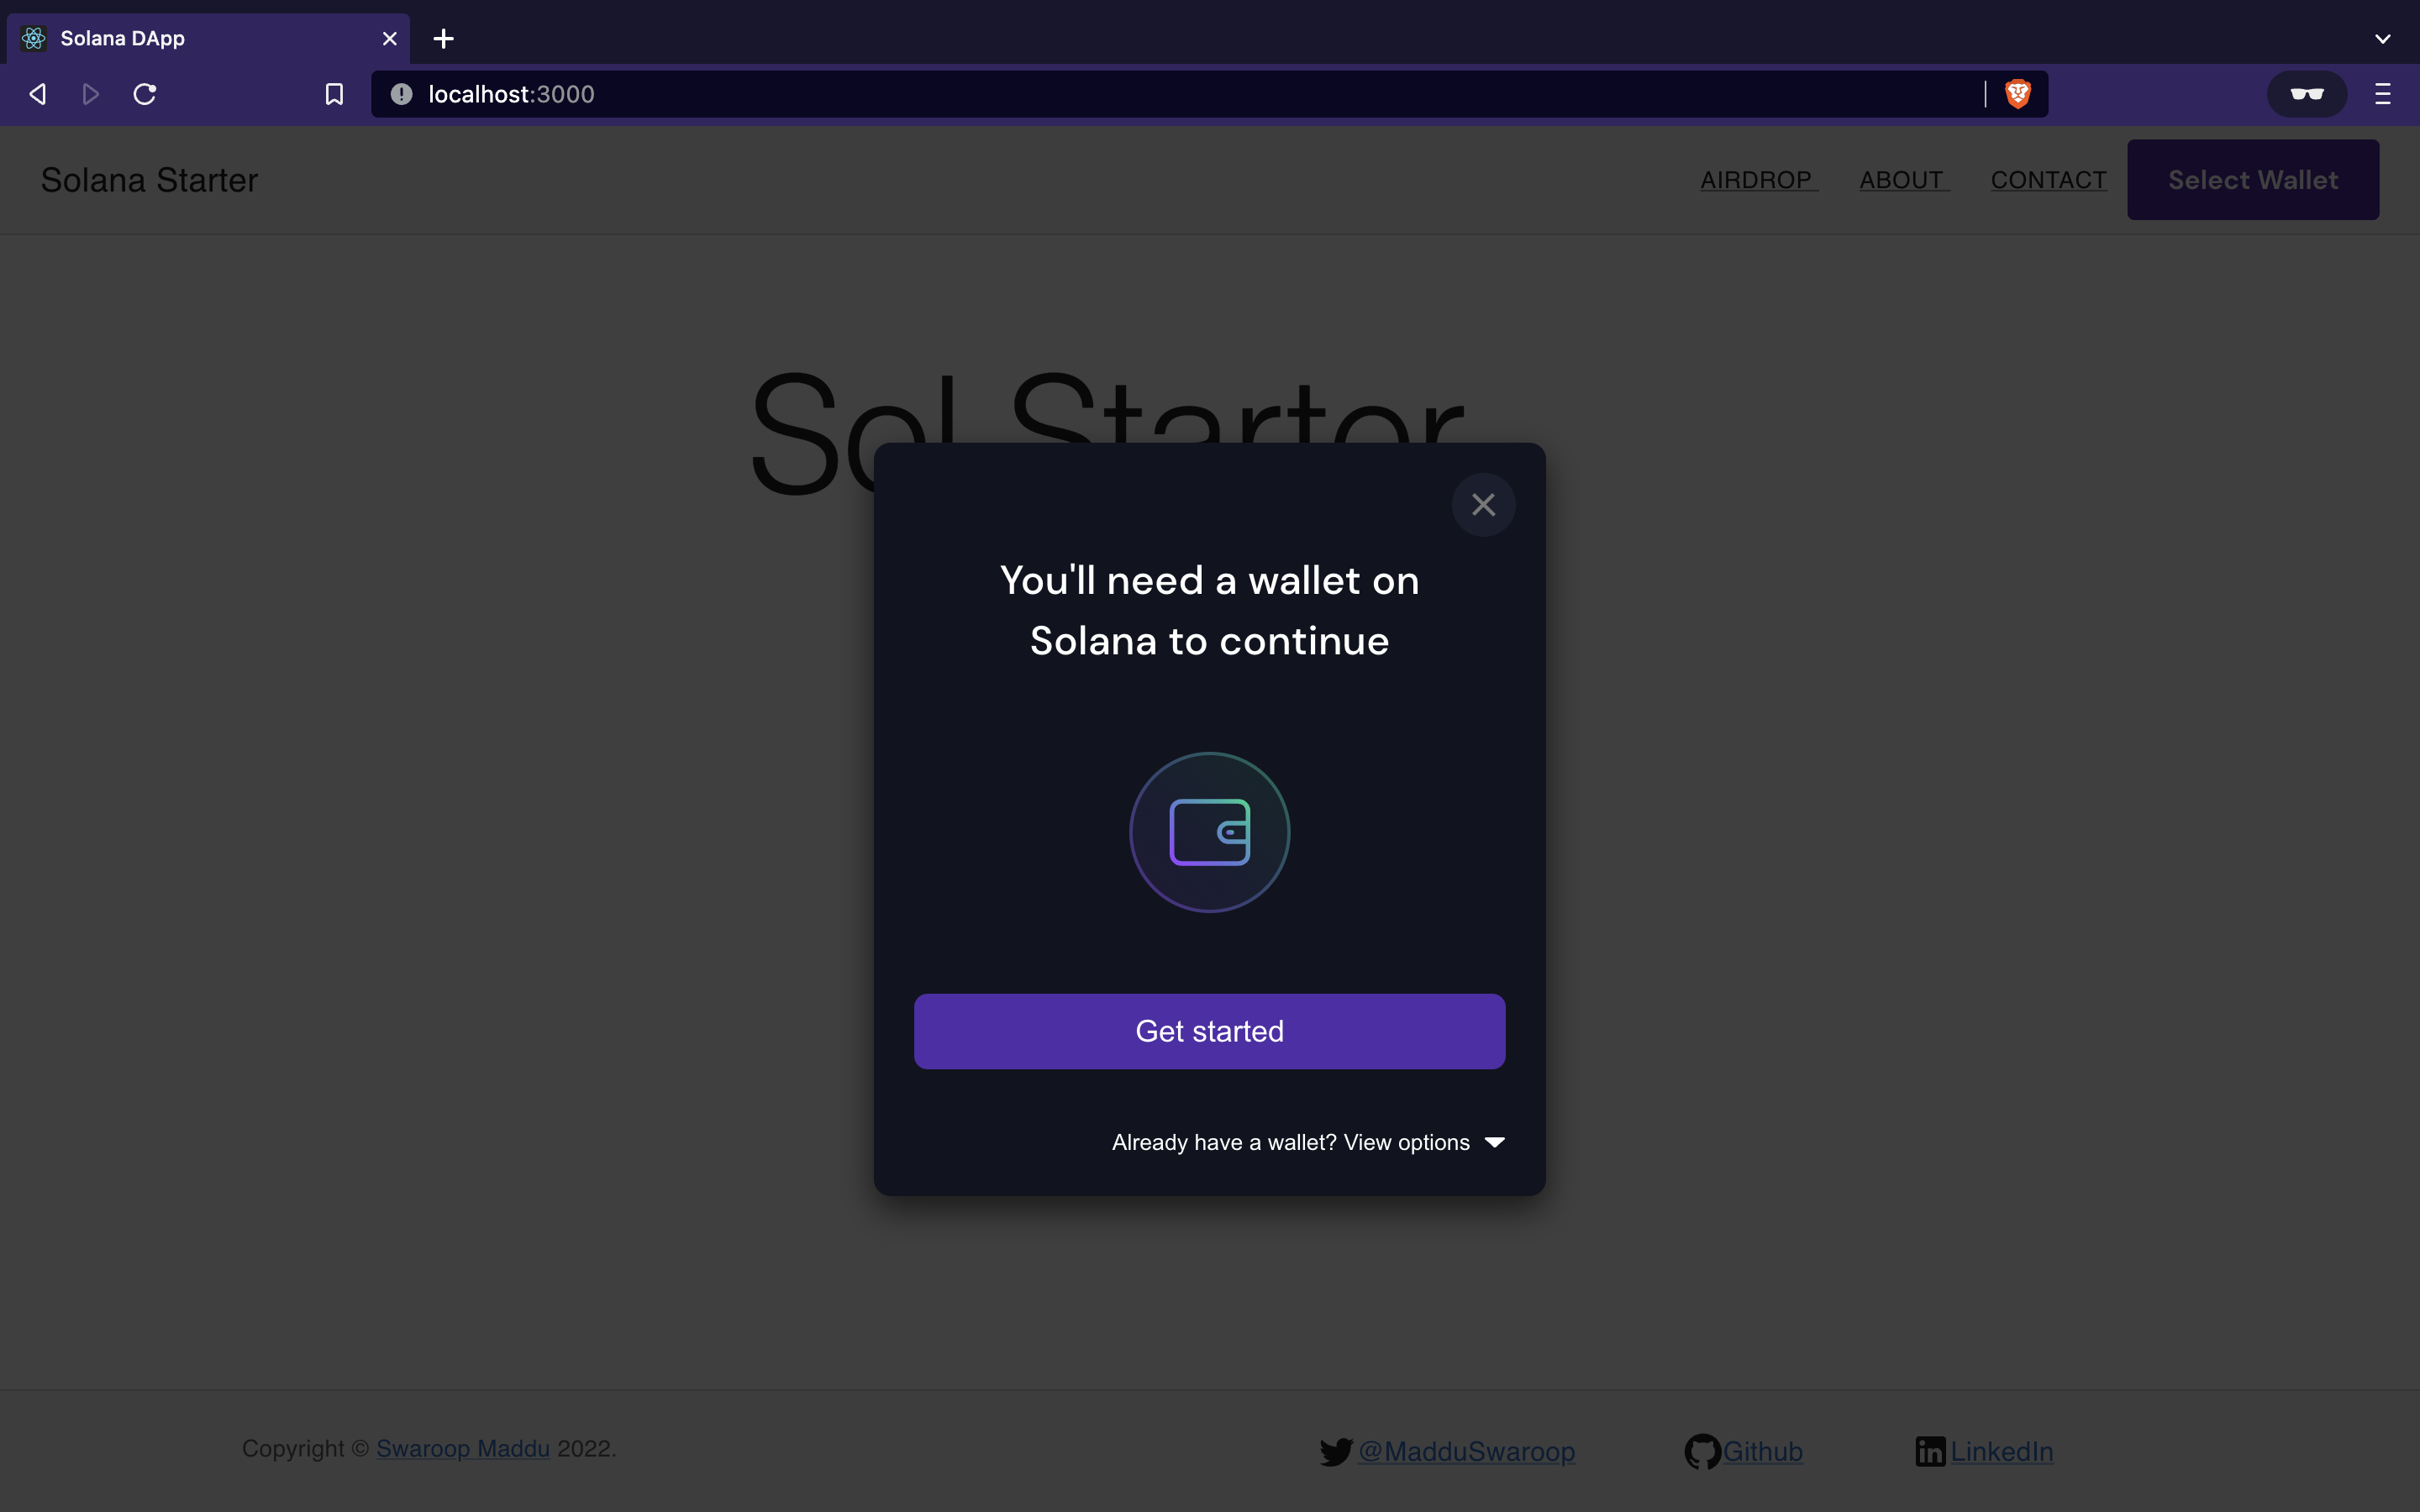 Solana DApp
localhost:3000
Solana Starter
AIRDROP ABOUT CONTACT Select Wallet
Sol Starter
You'll need a wallet on
Solana to continue
Get started
Already have a wallet? View options
Copyright © Swaroop Maddu 2022. @MadduSwaroop Github LinkedIn